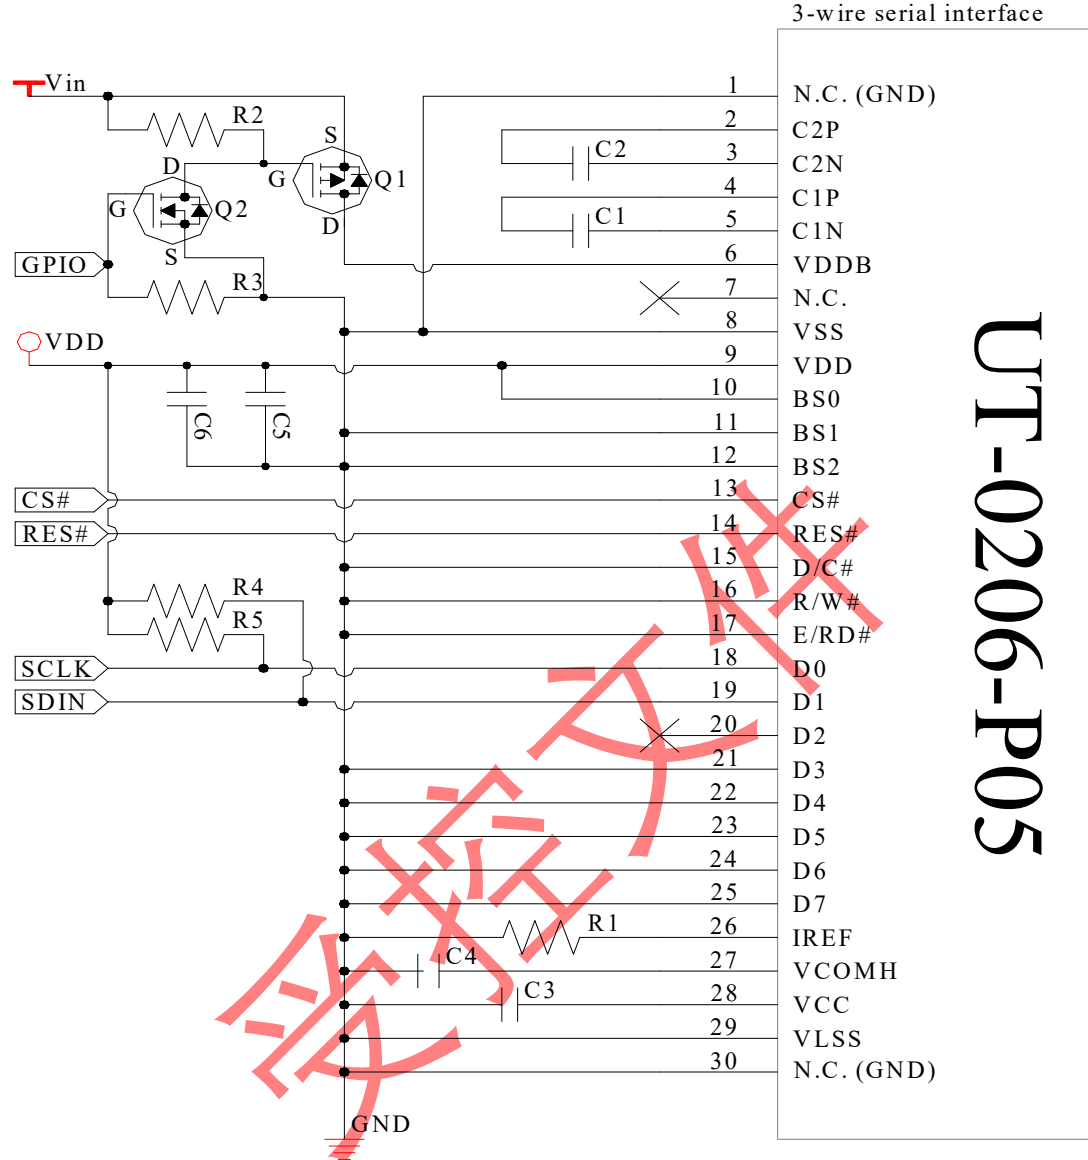 3-wire serial interface
Vin
R2
S
D
G
Q1
G
Q2
D
S
GPIO
R3
VDD
C6
C5
CS#
RES#
R4
R5
SCLK
SDIN
C2
C1
1 N.C. (GND)
2 C2P
3 C2N
4 C1P
5 C1N
6 VDDB
7 N.C.
8 VSS
9 VDD
10 BS0
11 BS1
12 BS2
13 CS#
14 RES#
15 D/C#
16 R/W#
17 E/RD#
18 D0
19 D1
20 D2
21 D3
22 D4
23 D5
24 D6
25 D7
R1
26 IREF
C4
27 VCOMH
C3
28 VCC
29 VLSS
30 N.C. (GND)
GND
UT-0206-P05
受控文件